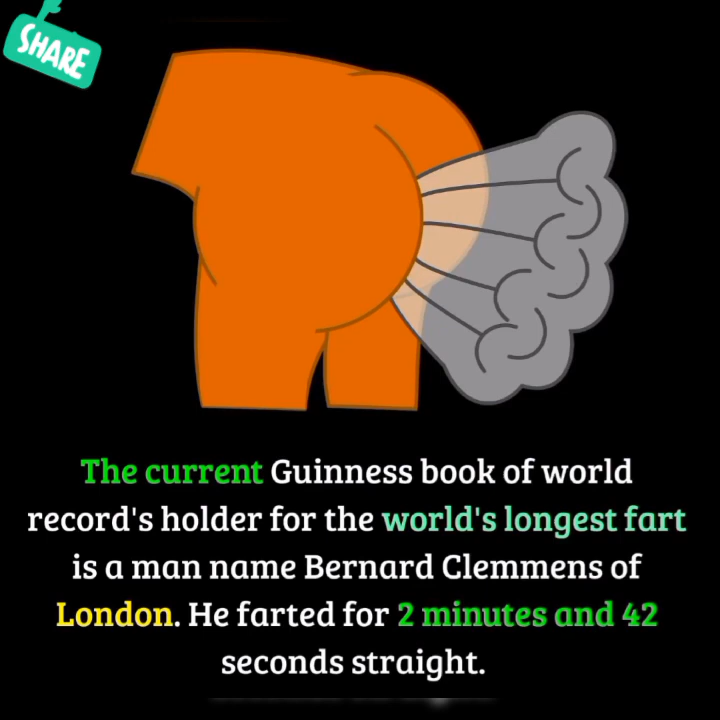 SHARE
The current Guinness book of world
record's holder for the world's longest fart
is a man name Bernard Clemmens of
London. He farted for 2 minutes and 42
seconds straight.